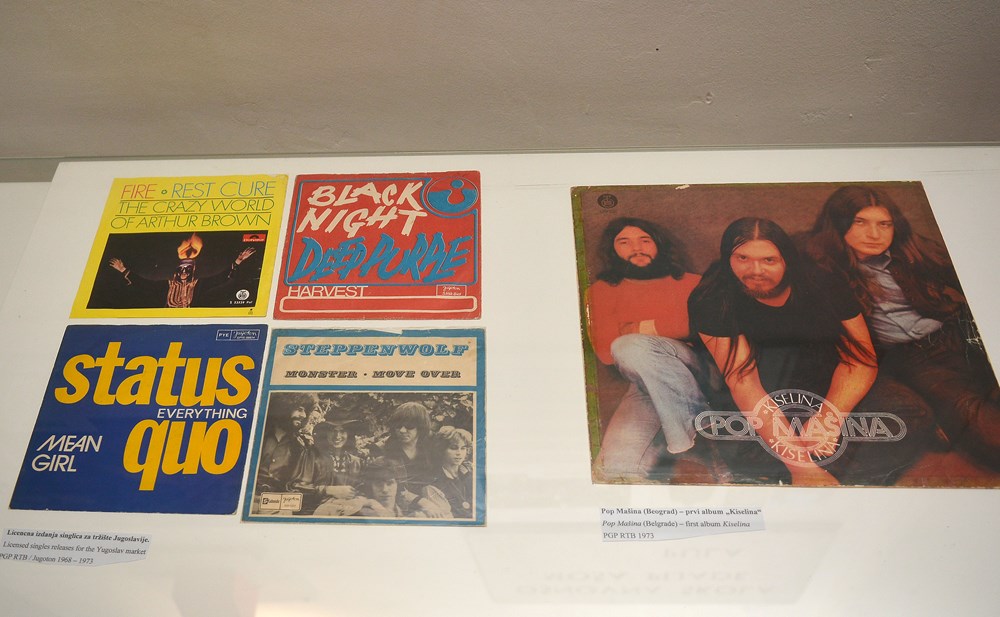 FIRE • REST CURE
THE CRAZY WORLD
OF ARTHUR BROWN
BLACK
NIGHT
DEEP PURPLE
HARVEST
status
EVERYTHING
MEAN
GIRL
quo
PYE
STEPPENWOLF
MONSTER • MOVE OVER
KISELINA
POP MAŠINA
KISELINA
Licencna izdanja singlica za tržište Jugoslavije.
Licensed singles releases for the Yugoslav market
PGP RTB / Jugoton 1968 – 1973
Pop Mašina (Beograd) – prvi album „Kiselina“
Pop Mašina (Belgrade) – first album Kiselina
PGP RTB 1973